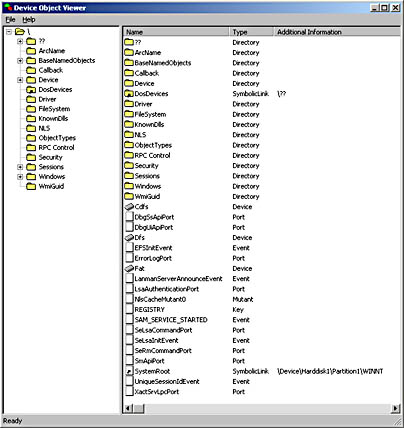 Device Object Viewer
File Help
\
??
ArcName
BaseNamedObjects
Callback
Device
DosDevices
Driver
FileSystem
KnownDlls
NLS
ObjectTypes
RPC Control
Security
Sessions
Windows
WmiGuid
Name Type Additional Information
?? Directory
ArcName Directory
BaseNamedObjects Directory
Callback Directory
Device Directory
DosDevices SymbolicLink \??
Driver Directory
FileSystem Directory
KnownDlls Directory
NLS Directory
ObjectTypes Directory
RPC Control Directory
Security Directory
Sessions Directory
Windows Directory
WmiGuid Directory
Cdfs Device
DbgSsApiPort Port
DbgUiApiPort Port
Dfs Device
EFSInitEvent Event
ErrorLogPort Port
Fat Device
LanmanServerAnnounceEvent Event
LsaAuthenticationPort Port
NlsCacheMutant0 Mutant
REGISTRY Key
SAM_SERVICE_STARTED Event
SeLsaCommandPort Port
SeLsaInitEvent Event
SeRmCommandPort Port
SmApiPort Port
SystemRoot SymbolicLink \Device\Harddisk1\Partition1\WINNT
UniqueSessionIdEvent Event
XactSrvLpcPort Port
Ready